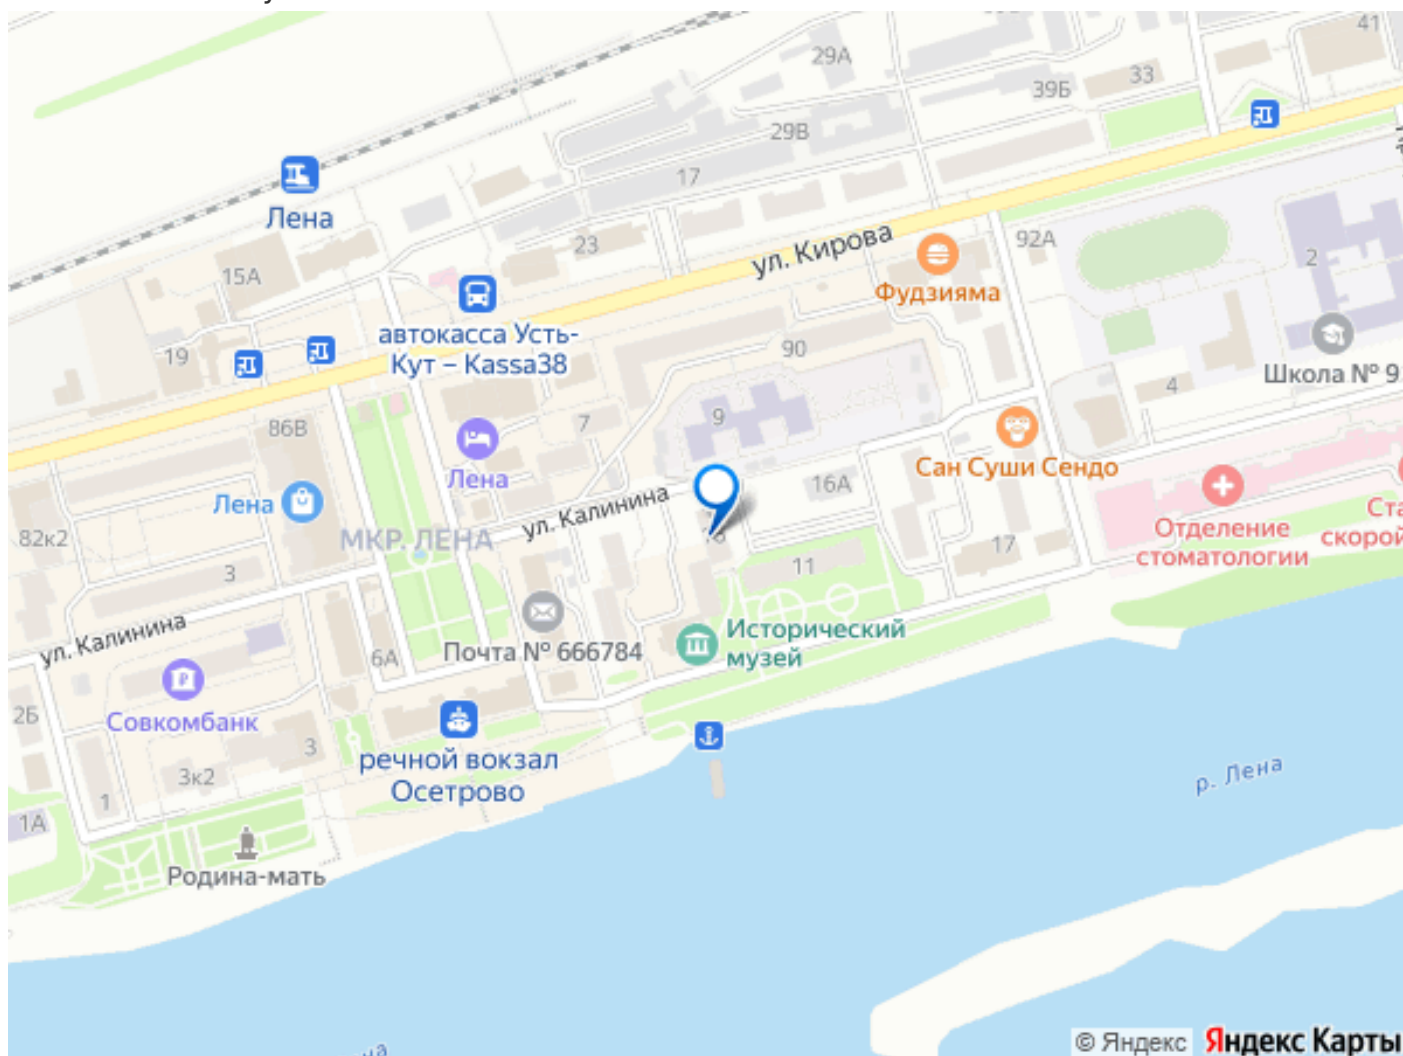 41
29А
33
39Б
29В
17
Лена
23
ул. Кирова
92А
2
15А
Фудзияма
автокасса Усть-
Кут – Kassa38
19
90
Школа № 9
4
9
7
86В
Сан Суши Сендо
Лена
Лена
16А
ул. Калинина
82к2
МКР. ЛЕНА
Отделение
стоматологии
скорой
17
11
3
ул. Калинина
Исторический
музей
Почта № 666784
6А
Совкомбанк
2Б
3
речной вокзал
Осетрово
3к2
1
р. Лена
1А
Родина-мать
© Яндекс Яндекс Карты